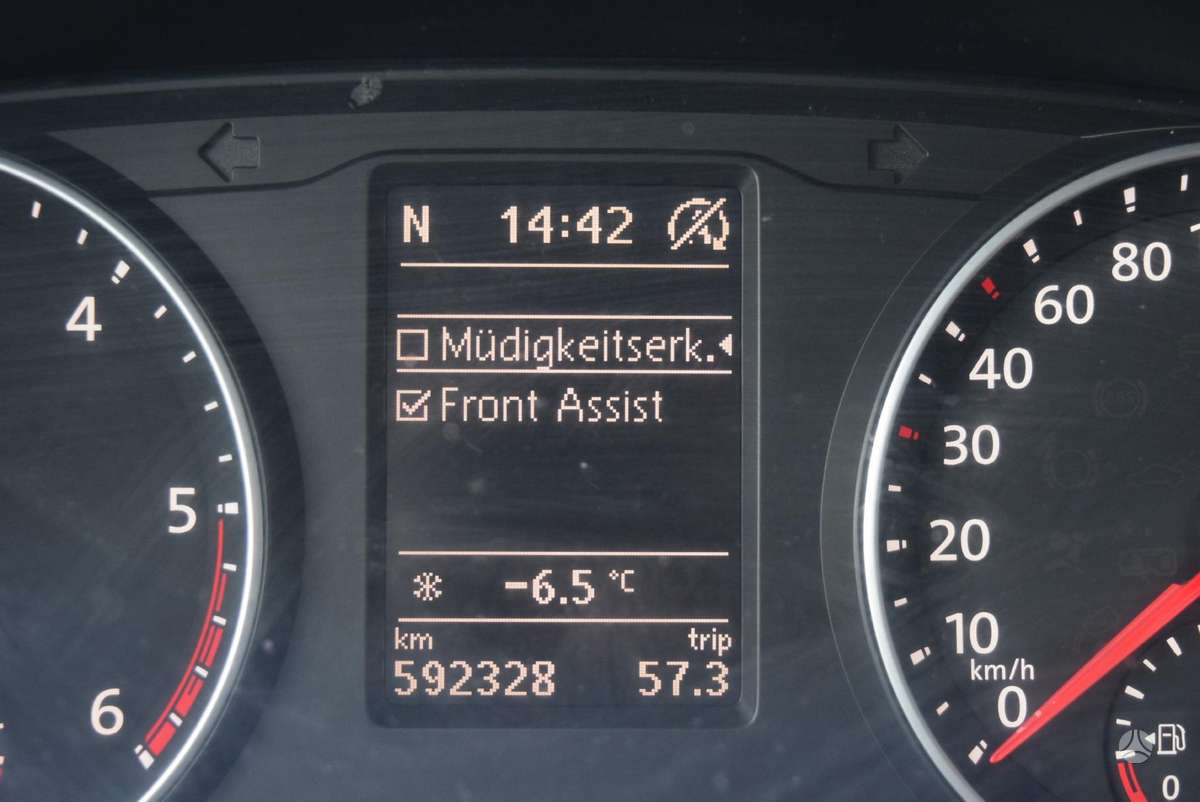 N 14:42
Müdigkeitserk.
Front Assist
-6.5 °C
km trip
592328 57.3
4
5
6
80
60
40
30
20
10
km/h
0
0